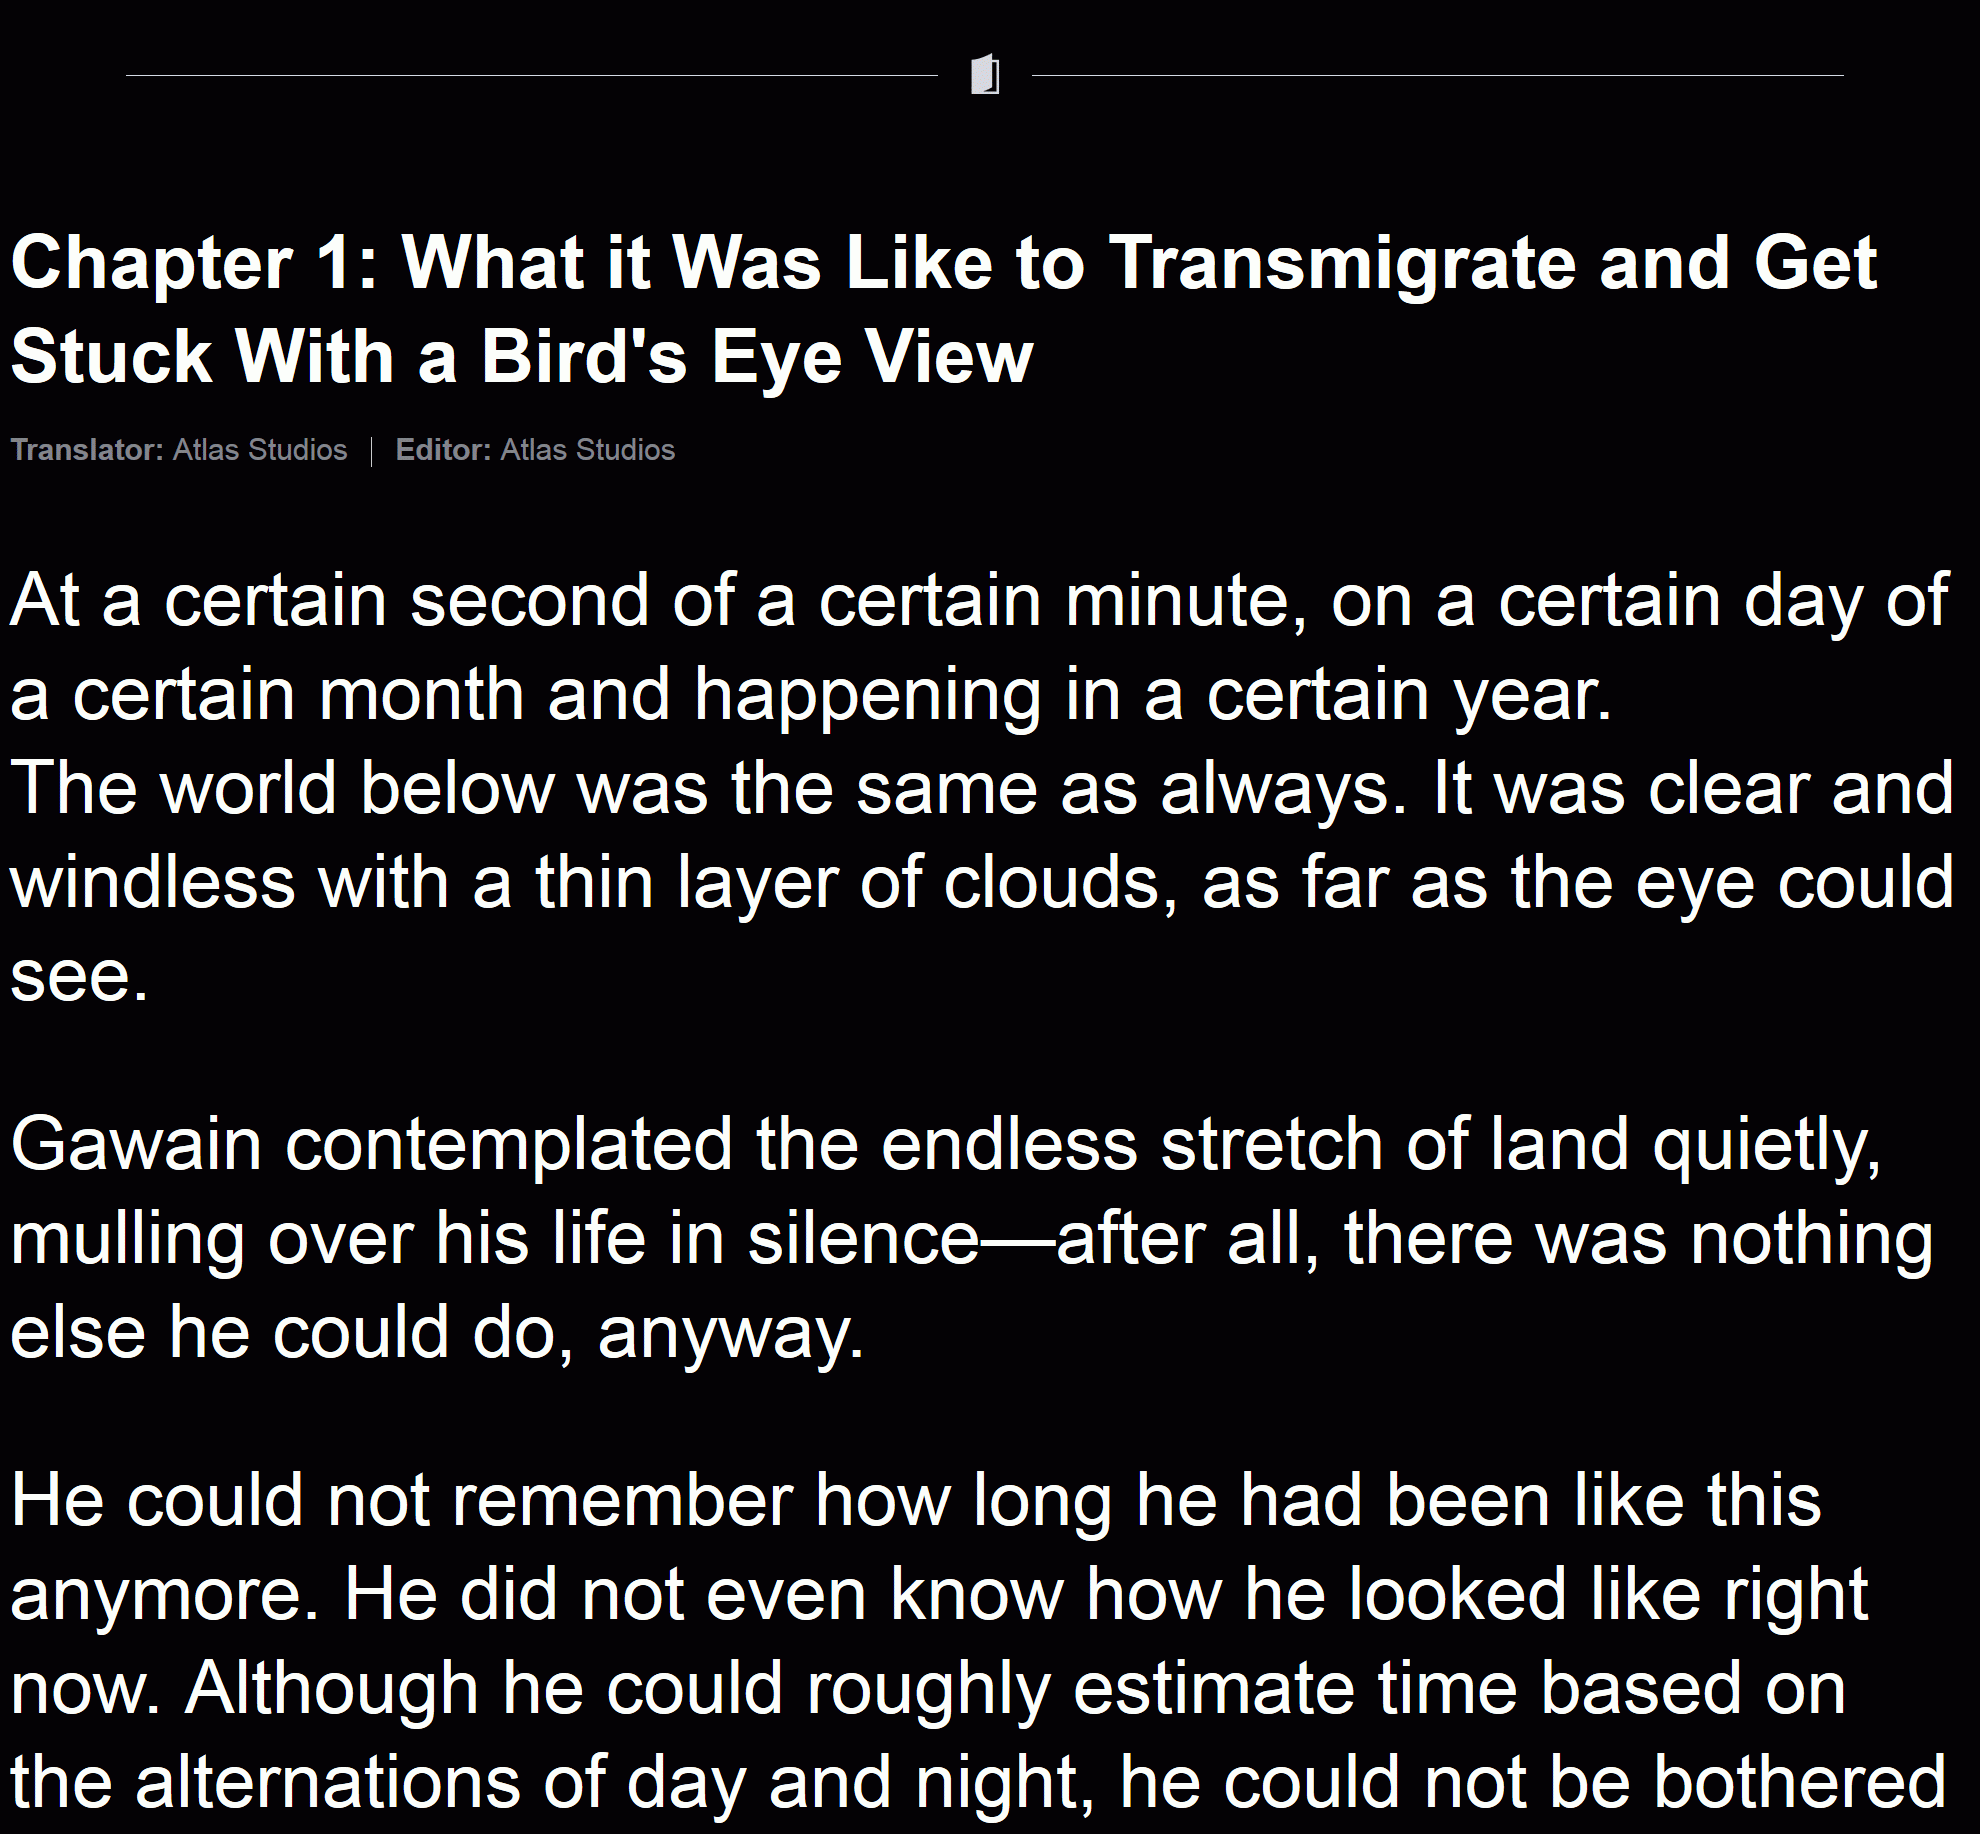 Chapter 1: What it Was Like to Transmigrate and Get
Stuck With a Bird's Eye View
Translator: Atlas Studios | Editor: Atlas Studios
At a certain second of a certain minute, on a certain day of
a certain month and happening in a certain year.
The world below was the same as always. It was clear and
windless with a thin layer of clouds, as far as the eye could
see.
Gawain contemplated the endless stretch of land quietly,
mulling over his life in silence—after all, there was nothing
else he could do, anyway.
He could not remember how long he had been like this
anymore. He did not even know how he looked like right
now. Although he could roughly estimate time based on
the alternations of day and night, he could not be bothered